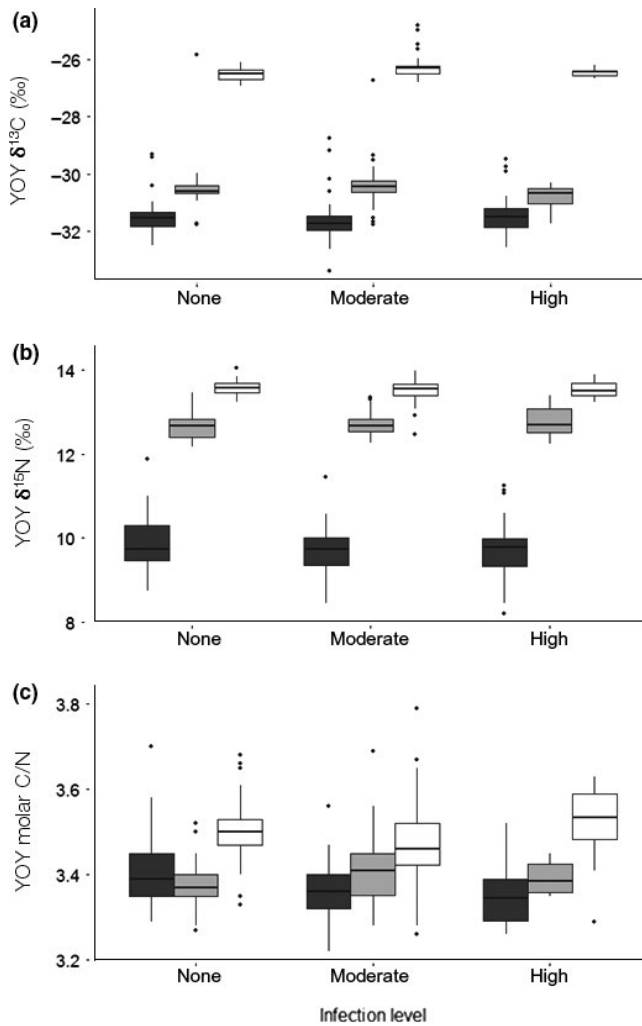 (a)
YOY δ¹³C (‰)
–26
–28
–30
–32
None Moderate High
(b)
YOY δ¹⁵N (‰)
14
12
10
8
None Moderate High
(c)
YOY molar C/N
3.8
3.6
3.4
3.2
None Moderate High
Infection level